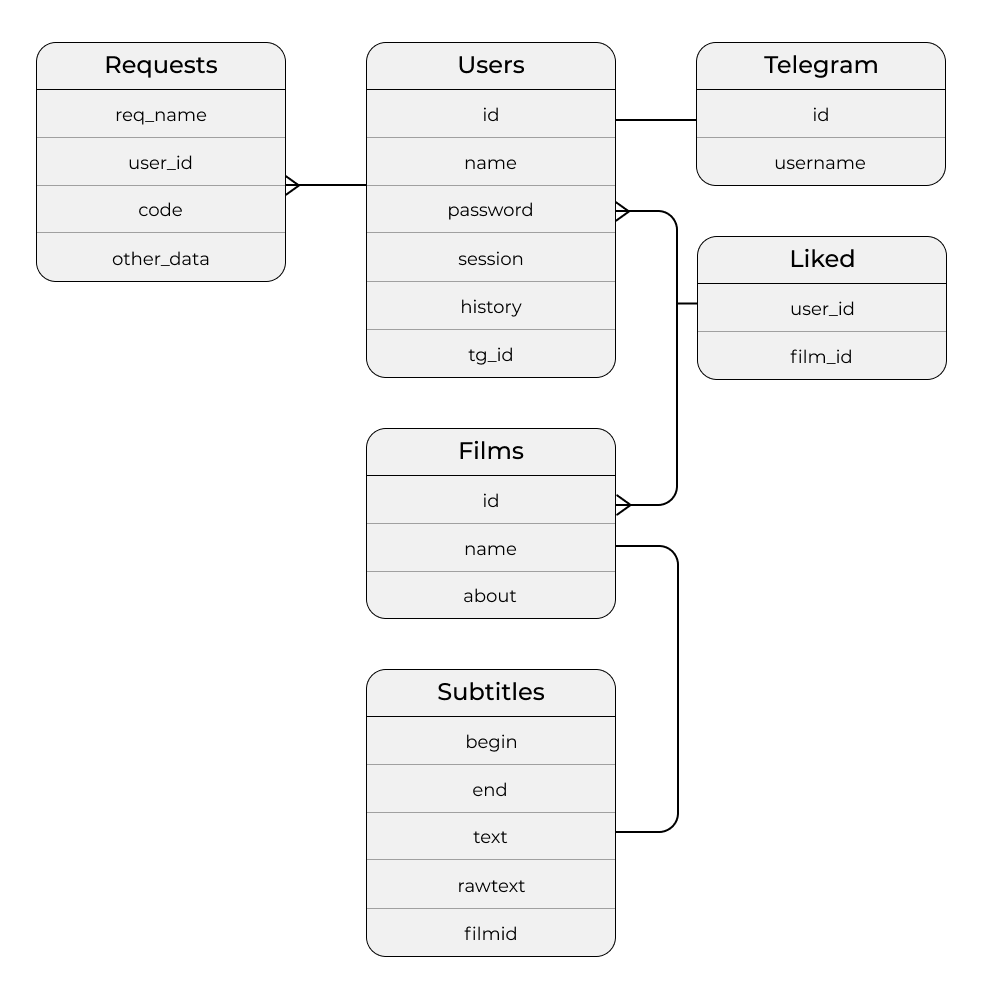 Requests
req_name
user_id
code
other_data
Users
id
name
password
session
history
tg_id
Telegram
id
username
Liked
user_id
film_id
Films
id
name
about
Subtitles
begin
end
text
rawtext
filmid